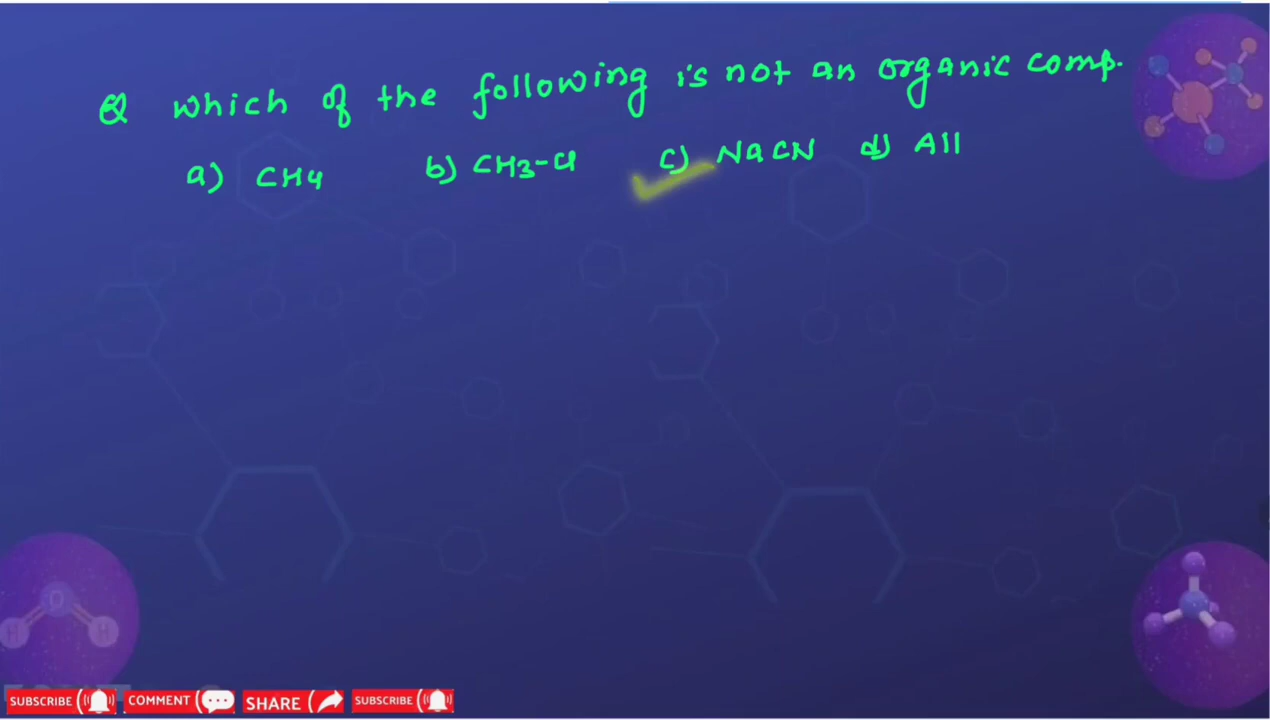 Q which of the following is not an organic comp.
a) CH4 b) CH3-Cl c) NaCN d) All
SUBSCRIBE COMMENT SHARE SUBSCRIBE